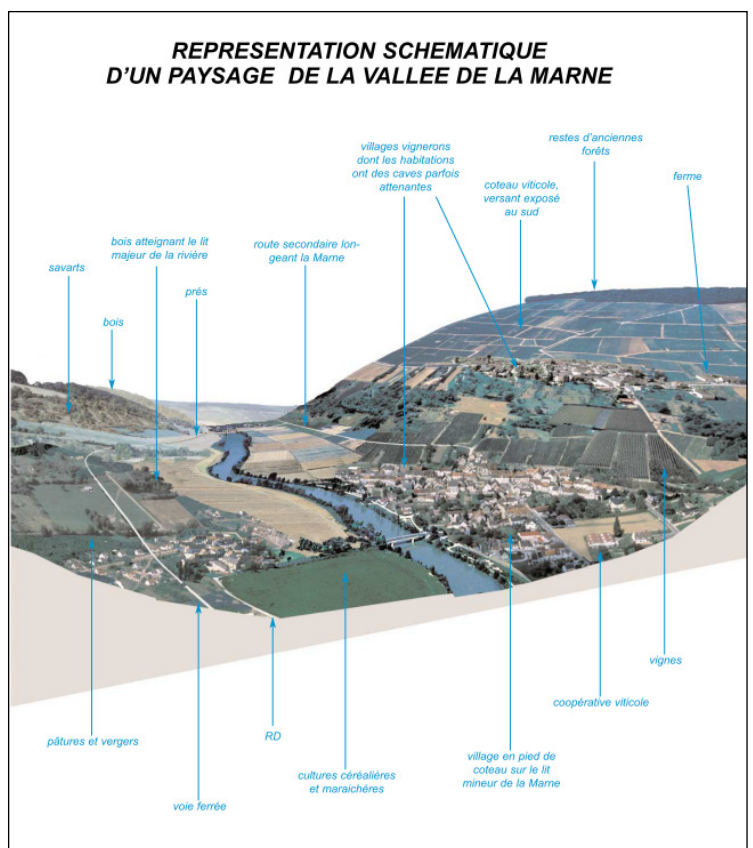 REPRESENTATION SCHEMATIQUE
D'UN PAYSAGE DE LA VALLEE DE LA MARNE
restes d'anciennes
forêts
villages vignerons
dont les habitations
ont des caves parfois
attenantes
coteau viticole,
versant exposé
au sud
ferme
bois atteignant le lit
majeur de la rivière
route secondaire lon-
geant la Marne
savarts
prés
bois
vignes
coopérative viticole
pâtures et vergers
RD
village en pied de
coteau sur le lit
mineur de la Marne
cultures céréalières
et maraichères
voie ferrée